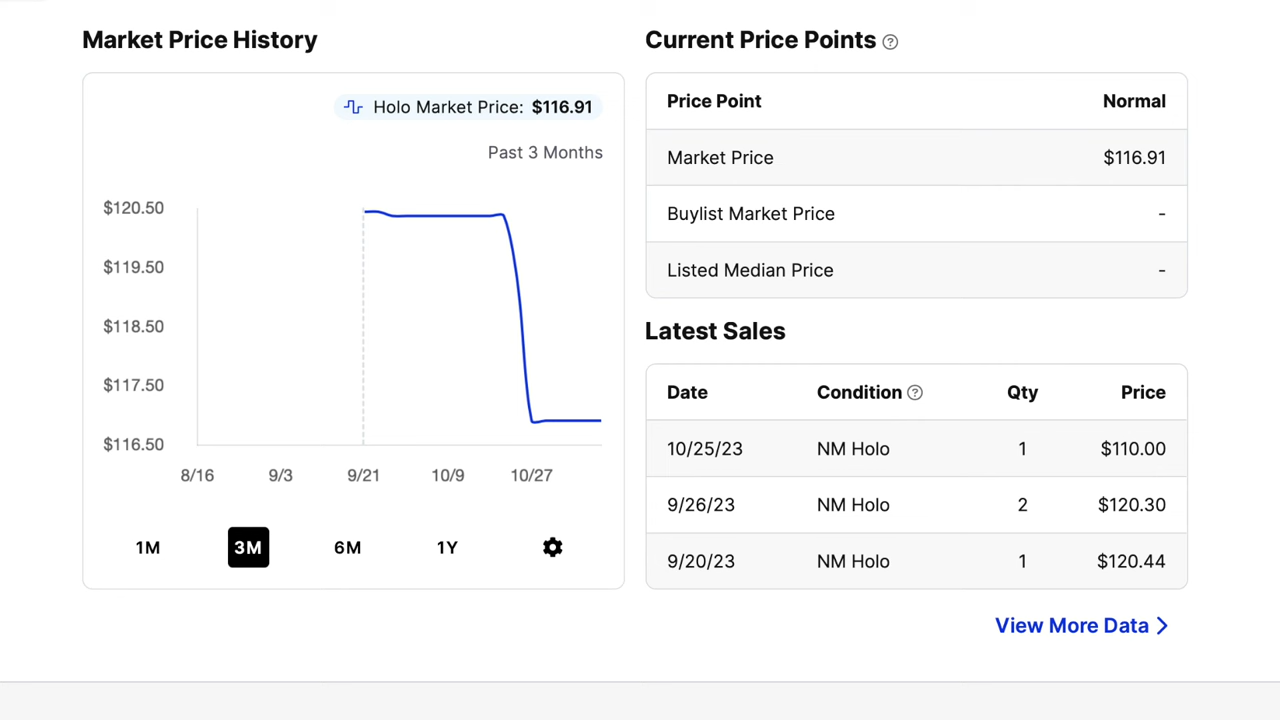 Market Price History
Holo Market Price: $116.91
Past 3 Months
$120.50
$119.50
$118.50
$117.50
$116.50
8/16 9/3 9/21 10/9 10/27
1M 3M 6M 1Y
Current Price Points ?
Price Point Normal
Market Price $116.91
Buylist Market Price -
Listed Median Price -
Latest Sales
Date Condition ? Qty Price
10/25/23 NM Holo 1 $110.00
9/26/23 NM Holo 2 $120.30
9/20/23 NM Holo 1 $120.44
View More Data